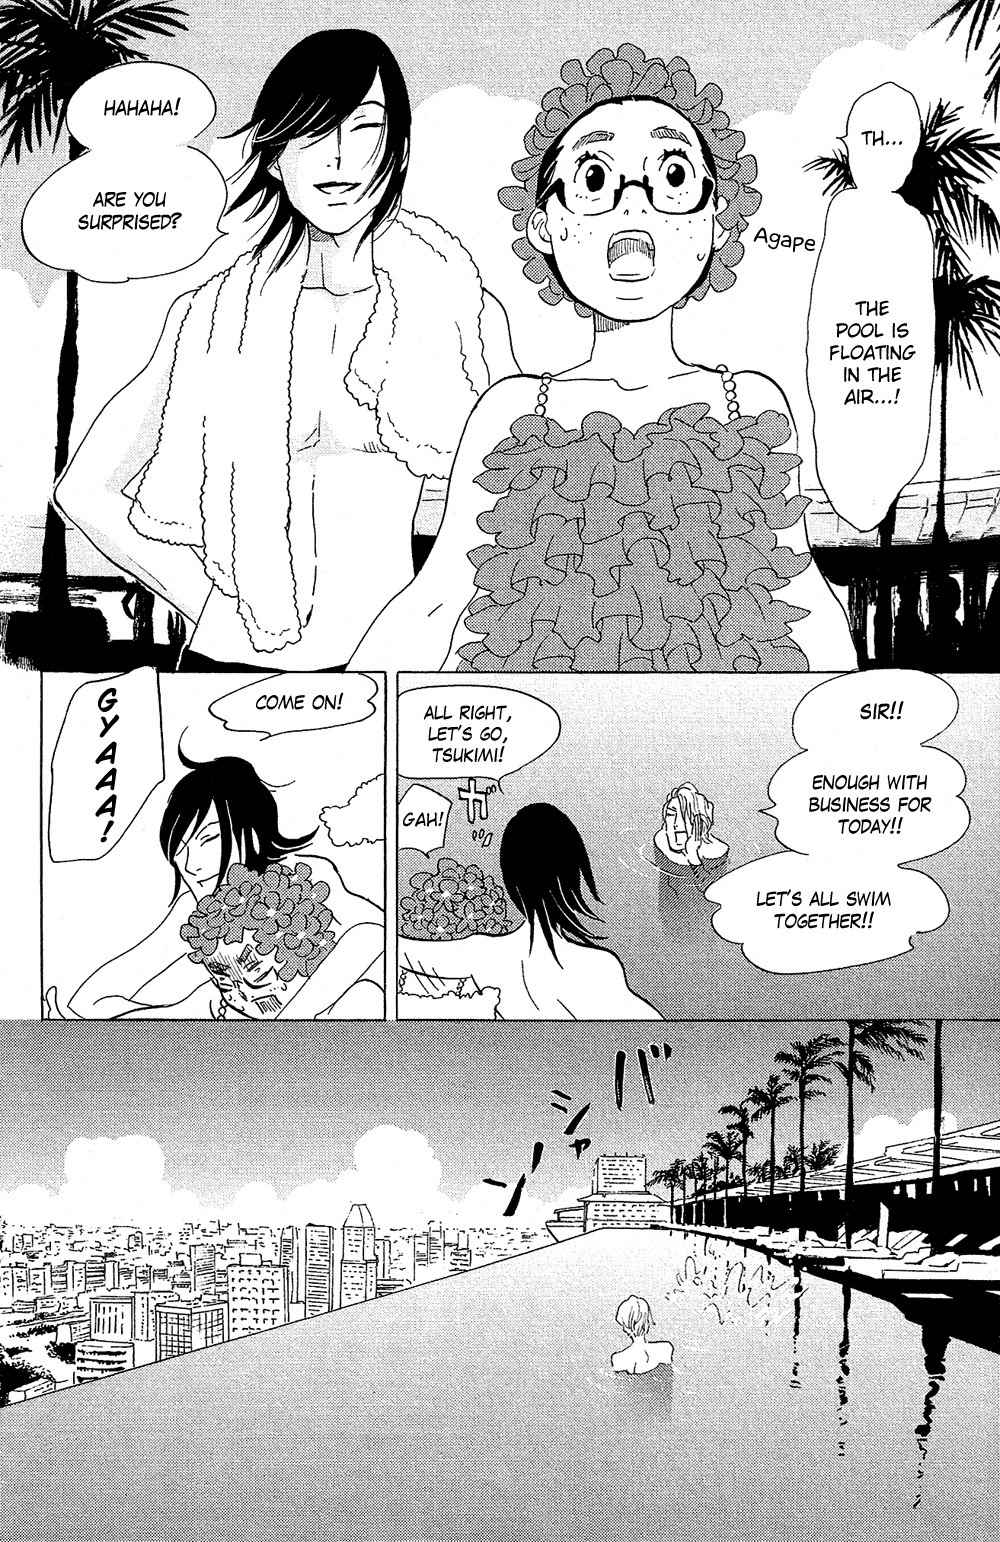 TH...
THE
POOL IS
FLOATING
IN THE
AIR...!
Agape
HAHAHA!
ARE YOU
SURPRISED?
SIR!!
ENOUGH WITH
BUSINESS FOR
TODAY!!
LET'S ALL SWIM
TOGETHER!!
ALL RIGHT,
LET'S GO,
TSUKIMI!
ガッ
GAH!
COME ON!
GYAAA!
バシャーン